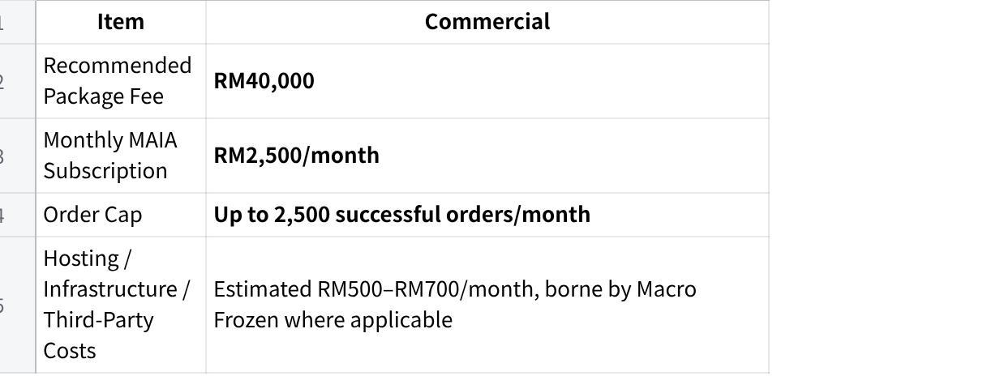 1
Item
Commercial
2
Recommended
Package Fee
RM40,000
3
Monthly MAIA
Subscription
RM2,500/month
4
Order Cap
Up to 2,500 successful orders/month
5
Hosting /
Infrastructure /
Third-Party
Costs
Estimated RM500–RM700/month, borne by Macro
Frozen where applicable